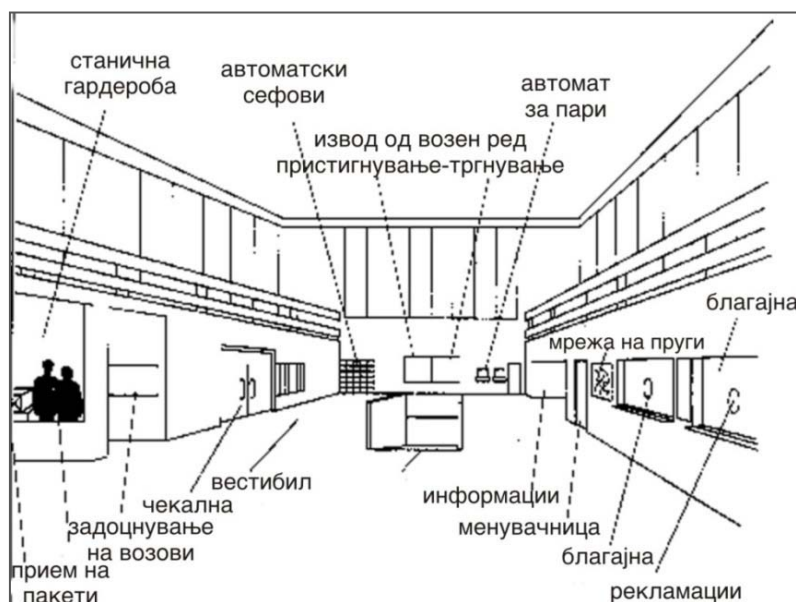 станична
гардероба
автоматски
сефови
автомат
за пари
извод од возен ред
пристигнување-тргнување
благајна
мрежа на пруги
вестибил
чекална
задоцнување
на возови
прием на
пакети
информации
менувачница
благајна
рекламации